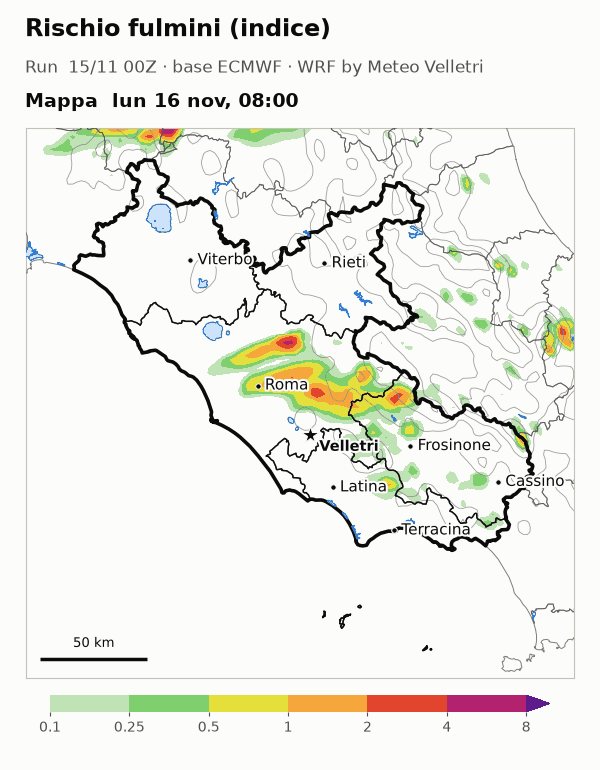 Rischio fulmini (indice)
Run 15/11 00Z · base ECMWF · WRF by Meteo Velletri
Mappa lun 16 nov, 08:00
Viterbo
Rieti
Roma
Velletri
Frosinone
Latina
Cassino
Terracina
50 km
0.1 0.25 0.5 1 2 4 8